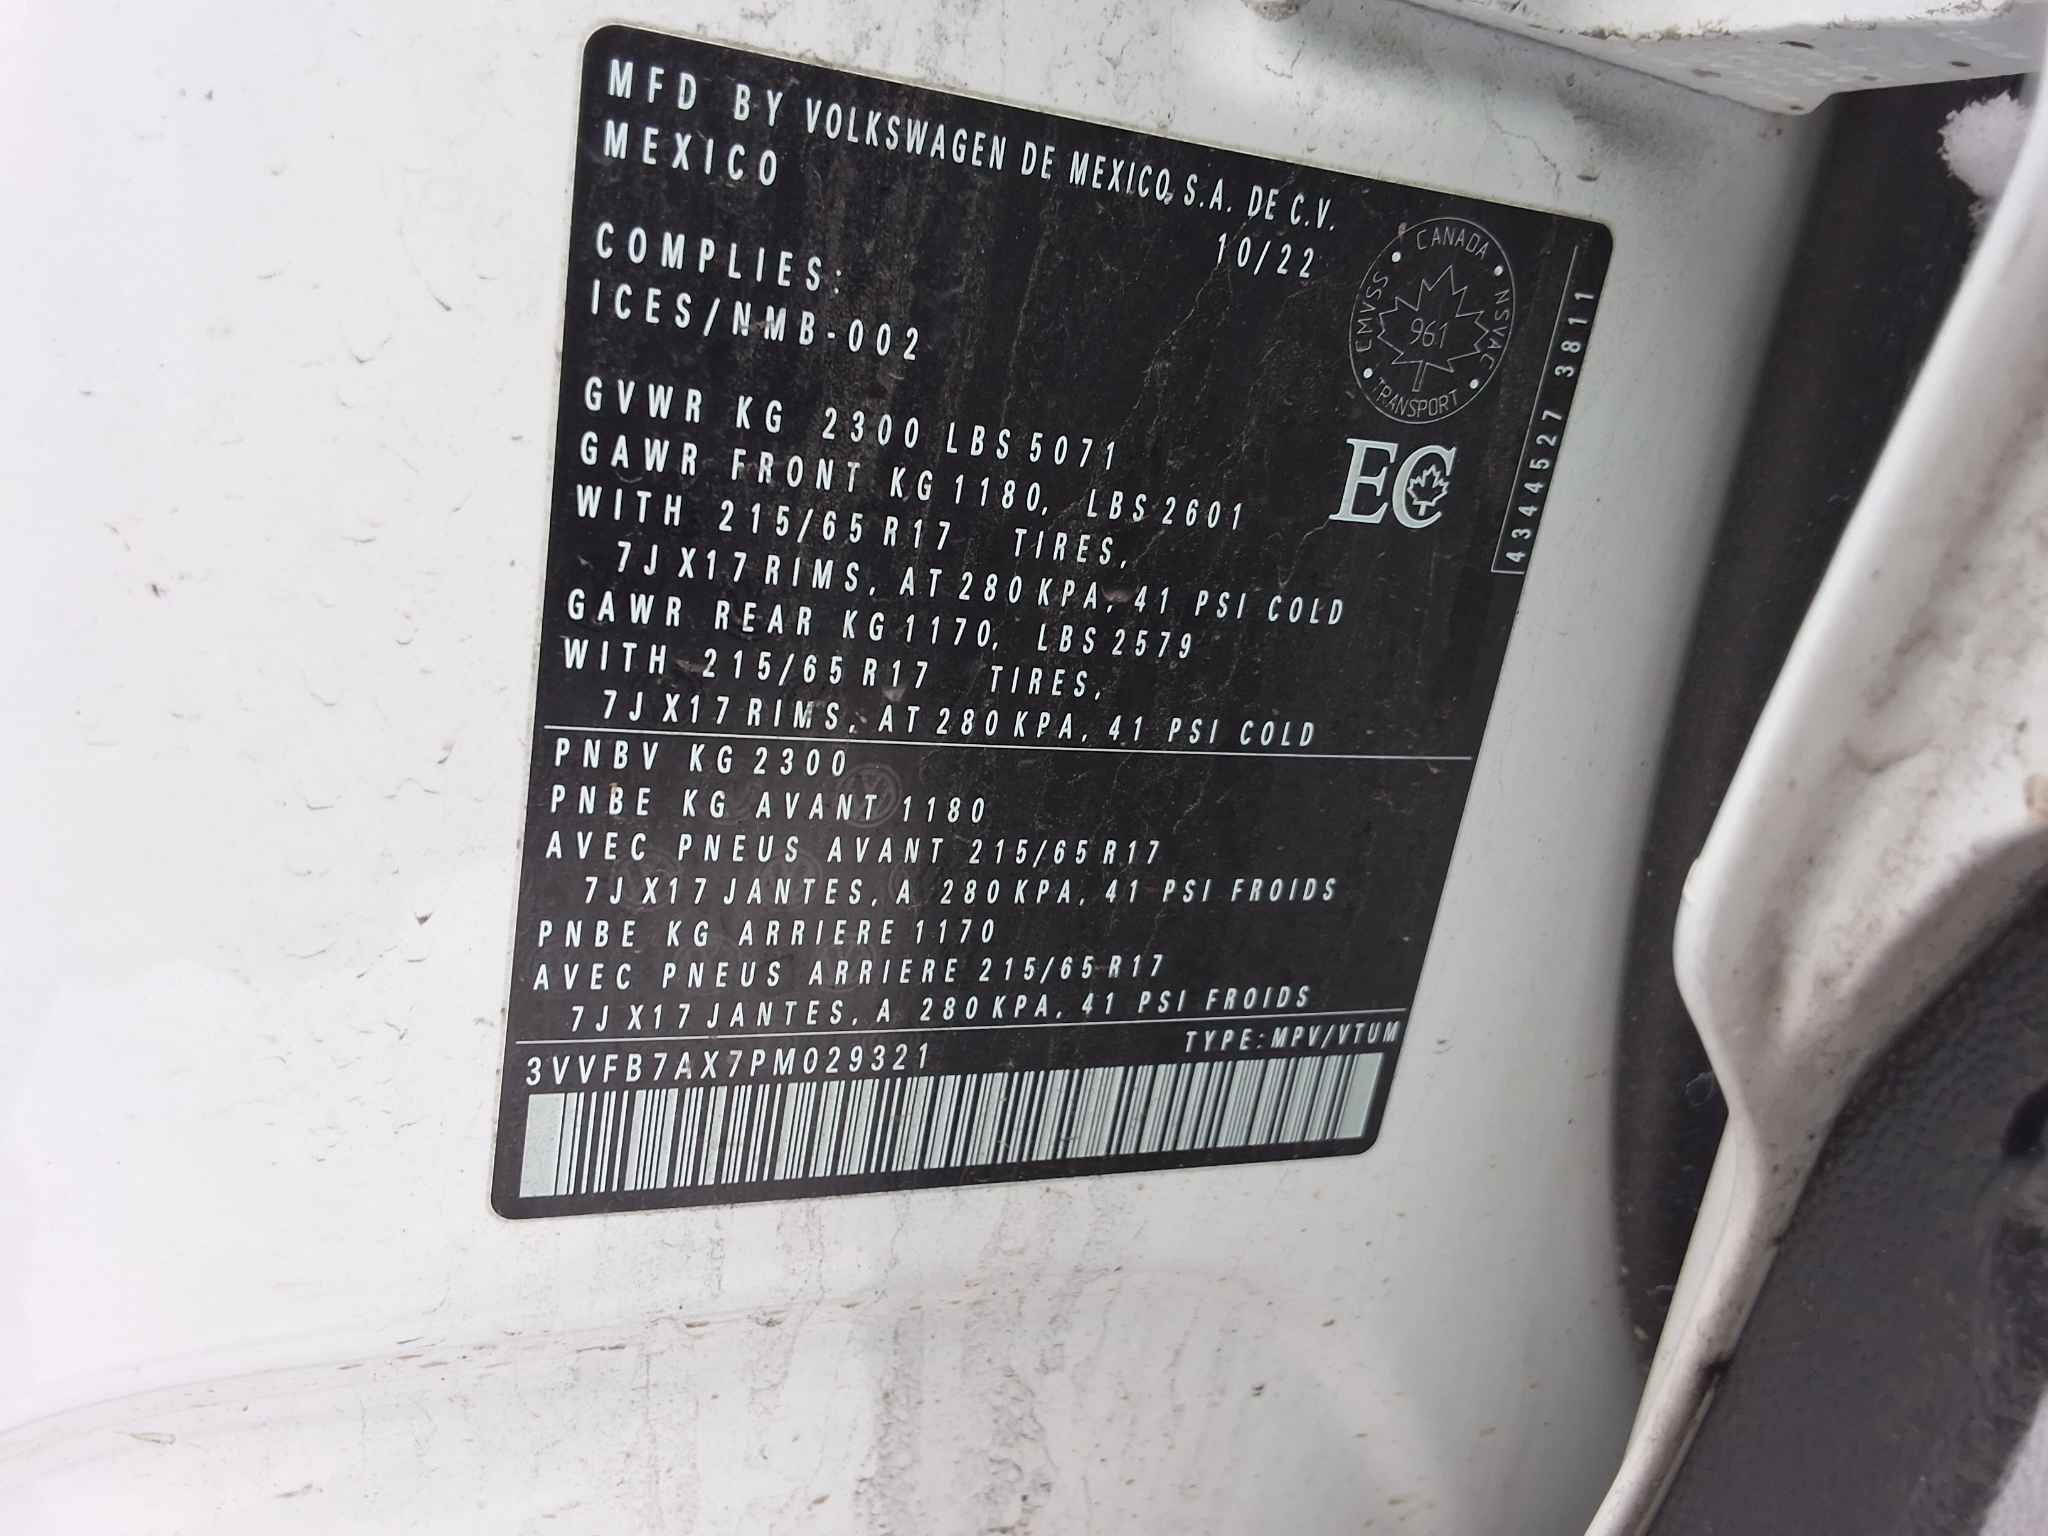 MFD BY VOLKSWAGEN DE MEXICO, S.A. DE C.V.
MEXICO
10/22
COMPLIES:
ICES/NMB-002
CANADA
NSVAC
TRANSPORT
CMVSS
961
EC
GVWR KG 2300 LBS 5071
GAWR FRONT KG 1180, LBS 2601
WITH 215/65 R17 TIRES,
7J X17 RIMS, AT 280 KPA, 41 PSI COLD
GAWR REAR KG 1170, LBS 2579
WITH 215/65 R17 TIRES,
7J X17 RIMS, AT 280 KPA, 41 PSI COLD
4344527 3811
PNBV KG 2300
PNBE KG AVANT 1180
AVEC PNEUS AVANT 215/65 R17
7J X17 JANTES, A 280 KPA, 41 PSI FROIDS
PNBE KG ARRIERE 1170
AVEC PNEUS ARRIERE 215/65 R17
7J X17 JANTES, A 280 KPA, 41 PSI FROIDS
TYPE: MPV/VTUM
3VVFB7AX7PM029321